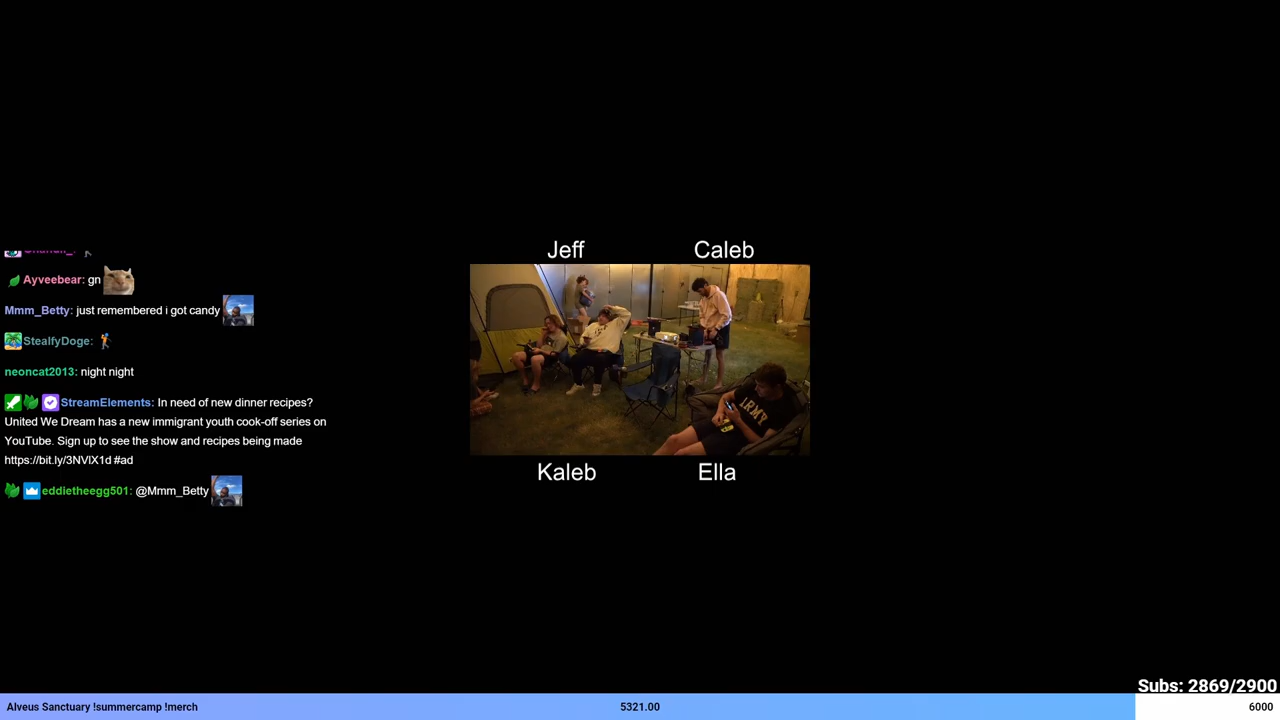 Jeff
Caleb
Ayveebear: gn
Mmm_Betty: just remembered i got candy
StealfyDoge:
neoncat2013: night night
StreamElements: In need of new dinner recipes?
United We Dream has a new immigrant youth cook-off series on
YouTube. Sign up to see the show and recipes being made
https://bit.ly/3NVlX1d #ad
eddietheegg501: @Mmm_Betty
ARMY
Kaleb
Ella
Subs: 2869/2900
Alveus Sanctuary !summercamp !merch
5321.00
6000